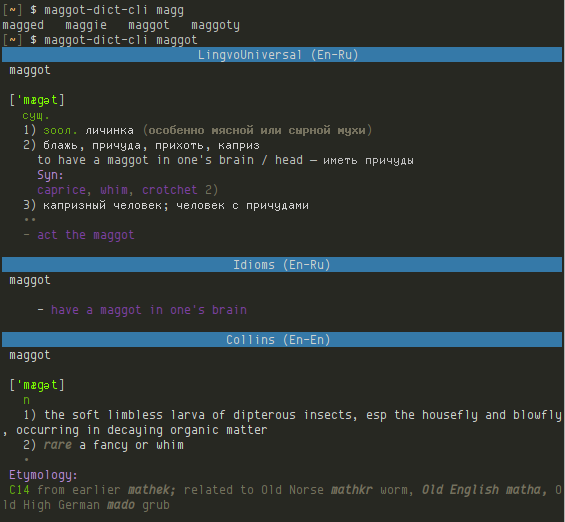 [~] $ maggot-dict-cli magg
magged maggie maggot maggoty
[~] $ maggot-dict-cli maggot
LingvoUniversal (En-Ru)
maggot
['mægət]
сущ.
1) зоол. личинка (особенно мясной или сырной мухи)
2) блажь, причуда, прихоть, каприз
to have a maggot in one's brain / head — иметь причуды
Syn:
caprice, whim, crotchet 2)
3) капризный человек; человек с причудами
••
- act the maggot
Idioms (En-Ru)
maggot
- have a maggot in one's brain
Collins (En-En)
maggot
['mægət]
n
1) the soft limbless larva of dipterous insects, esp the housefly and blowfly
, occurring in decaying organic matter
2) rare a fancy or whim
•
Etymology:
C14 from earlier mathek; related to Old Norse mathkr worm, Old English matha, O
ld High German mado grub